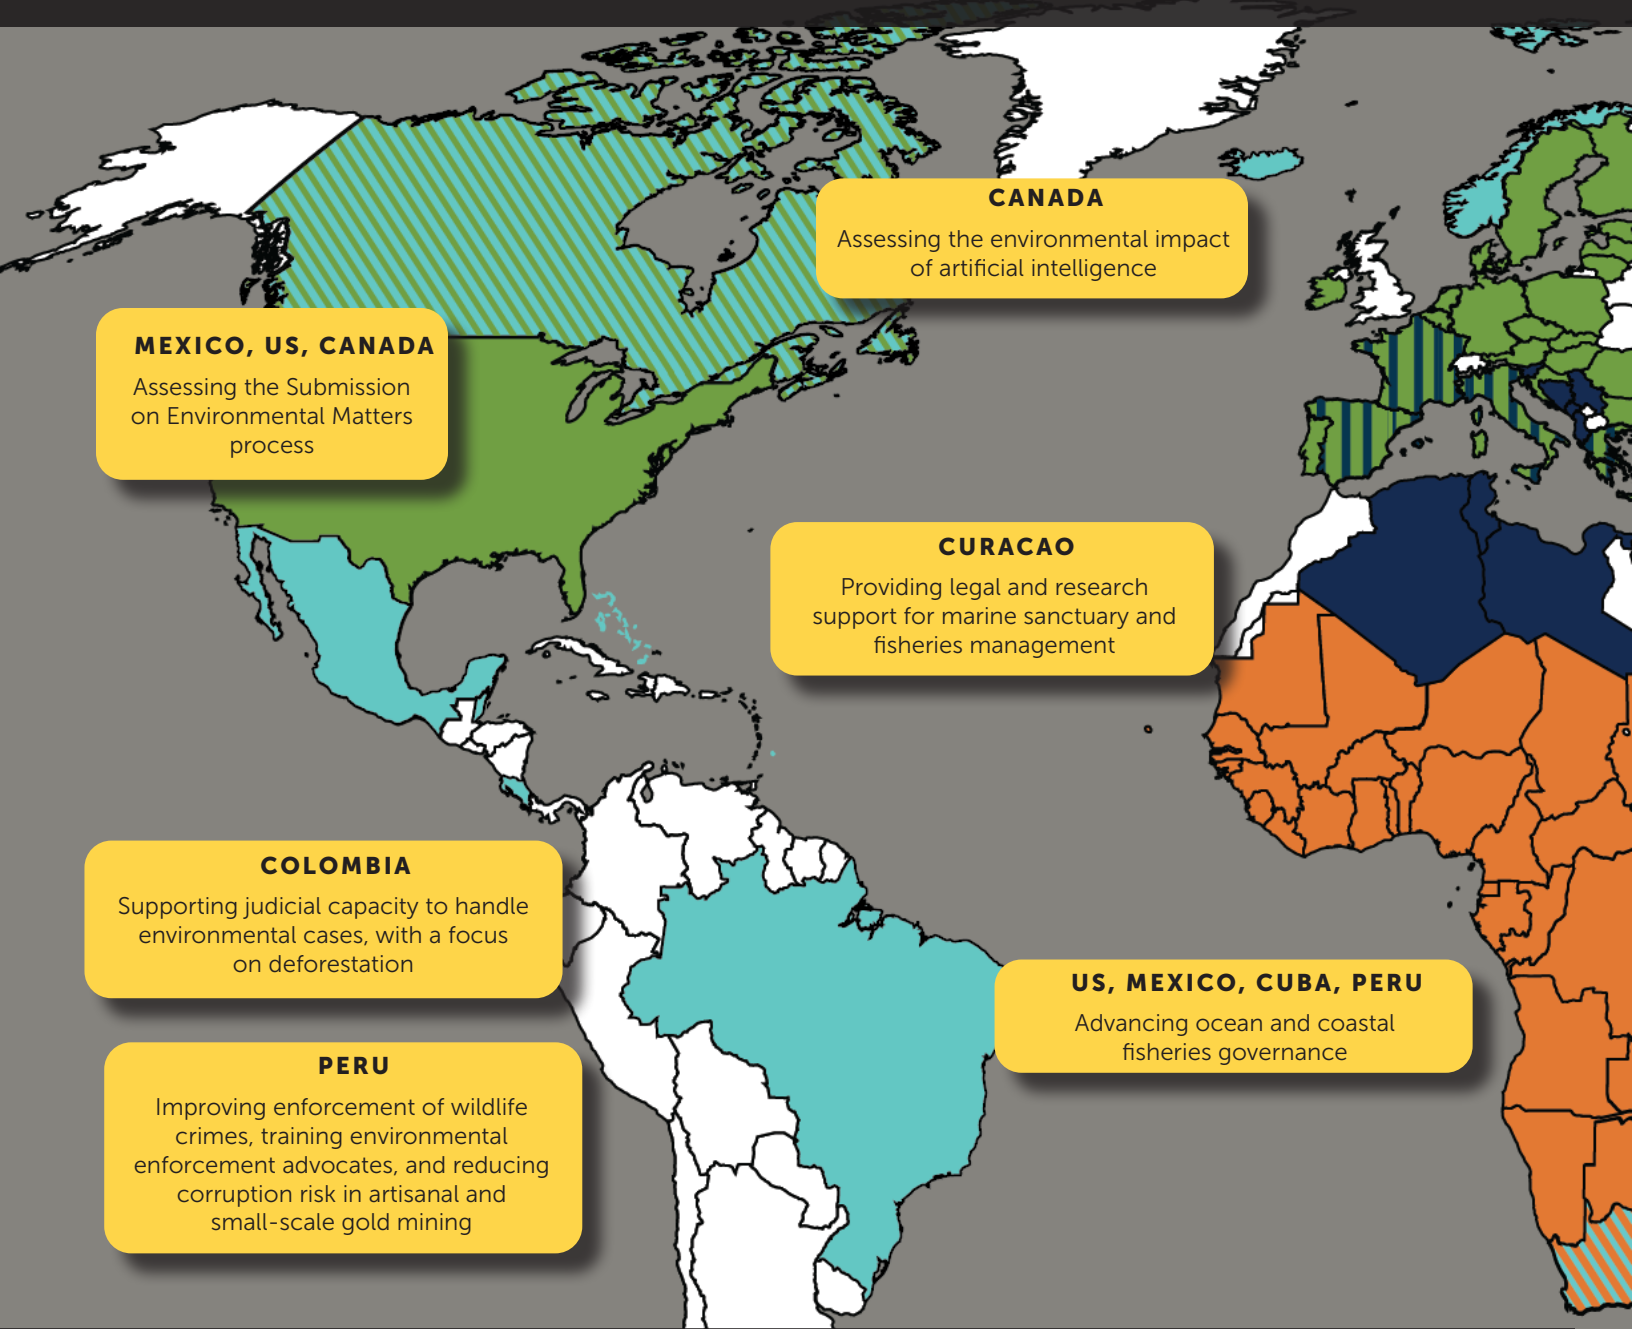 CANADA
Assessing the environmental impact
of artificial intelligence
MEXICO, US, CANADA
Assessing the Submission
on Environmental Matters
process
CURACAO
Providing legal and research
support for marine sanctuary and
fisheries management
COLOMBIA
Supporting judicial capacity to handle
environmental cases, with a focus
on deforestation
US, MEXICO, CUBA, PERU
Advancing ocean and coastal
fisheries governance
PERU
Improving enforcement of wildlife
crimes, training environmental
enforcement advocates, and reducing
corruption risk in artisanal and
small-scale gold mining